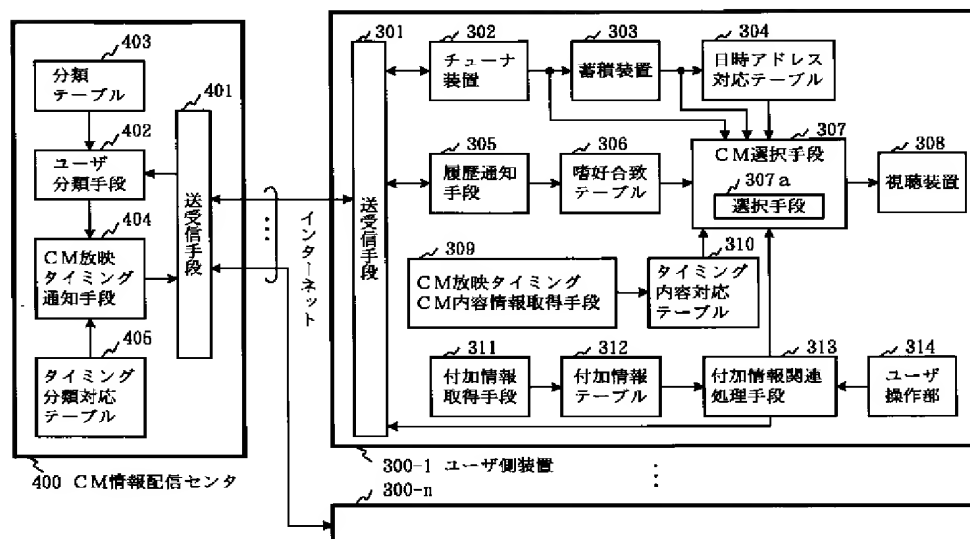 403
分類
テーブル
402
ユーザ
分類手段
404
CM放映
タイミング
通知手段
405
タイミング
分類対応
テーブル
401
送受信手段
400 CM情報配信センタ
インターネット
301
送受信手段
302
チューナ
装置
303
蓄積装置
304
日時アドレス
対応テーブル
305
履歴通知
手段
306
嗜好合致
テーブル
307
CM選択手段
307a
選択手段
308
視聴装置
309
CM放映タイミング
CM内容情報取得手段
310
タイミング
内容対応
テーブル
311
付加情報
取得手段
312
付加情報
テーブル
313
付加情報関連
処理手段
314
ユーザ
操作部
300-1 ユーザ側装置
300-n